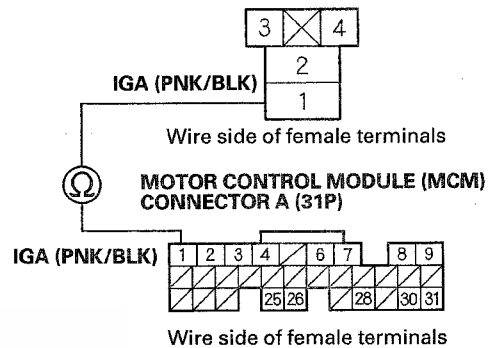 3 4
2
IGA (PNK/BLK)
1
Wire side of female terminals
Ω
MOTOR CONTROL MODULE (MCM)
CONNECTOR A (31P)
IGA (PNK/BLK)
1 2 3 4 6 7 8 9
25 26 28 30 31
Wire side of female terminals